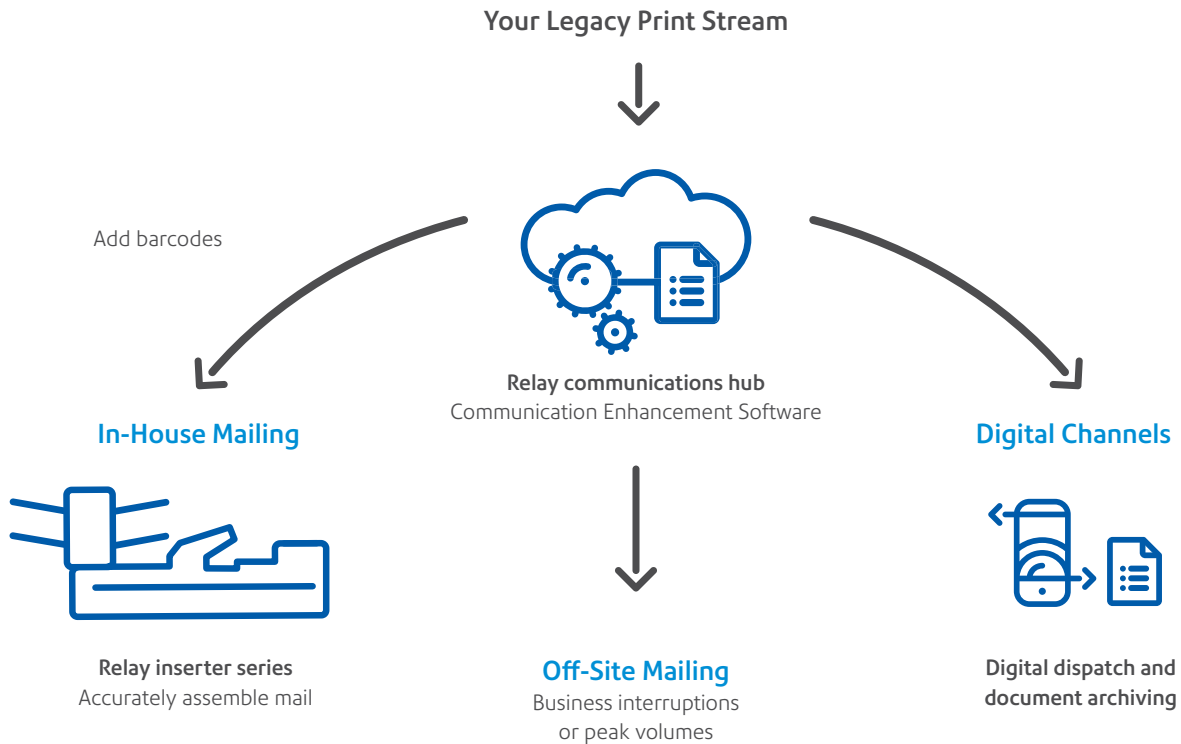 Your Legacy Print Stream
Add barcodes
Relay communications hub
Communication Enhancement Software
In-House Mailing
Relay inserter series
Accurately assemble mail
Off-Site Mailing
Business interruptions
or peak volumes
Digital Channels
Digital dispatch and
document archiving